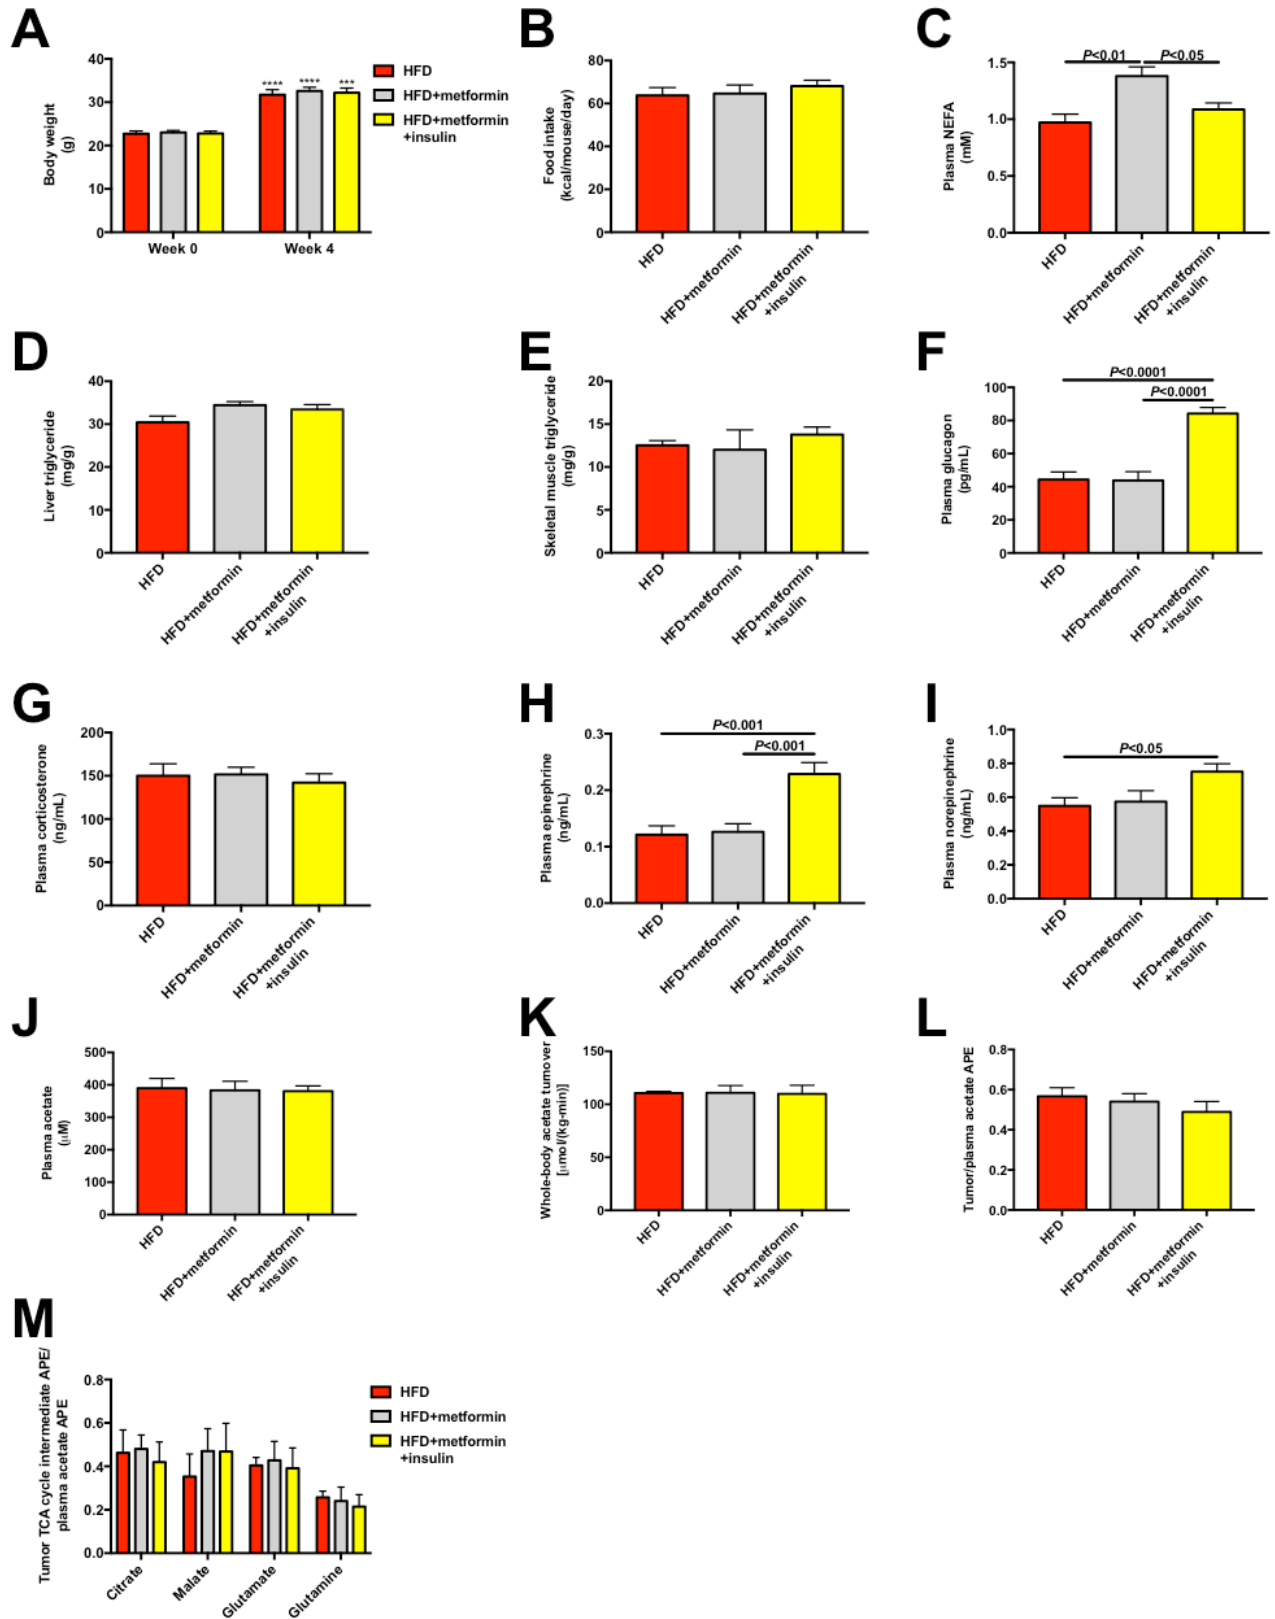 A
Body weight
(g)
40
30
20
10
0
****
****
***
Week 0
Week 4
HFD
HFD+metformin
HFD+metformin
+insulin
B
Food intake
(kcal/mouse/day)
80
60
40
20
0
HFD
HFD+metformin
HFD+metformin
+insulin
C
Plasma NEFA
(mM)
1.5
1.0
0.5
0.0
P<0.01
P<0.05
HFD
HFD+metformin
HFD+metformin
+insulin
D
Liver triglyceride
(mg/g)
40
30
20
10
0
HFD
HFD+metformin
HFD+metformin
+insulin
E
Skeletal muscle triglyceride
(mg/g)
20
15
10
5
0
HFD
HFD+metformin
HFD+metformin
+insulin
F
Plasma glucagon
(pg/mL)
100
80
60
40
20
0
P<0.0001
P<0.0001
HFD
HFD+metformin
HFD+metformin
+insulin
G
Plasma corticosterone
(ng/mL)
200
150
100
50
0
HFD
HFD+metformin
HFD+metformin
+insulin
H
Plasma epinephrine
(ng/mL)
0.3
0.2
0.1
0.0
P<0.001
P<0.001
HFD
HFD+metformin
HFD+metformin
+insulin
I
Plasma norepinephrine
(ng/mL)
1.0
0.8
0.6
0.4
0.2
0.0
P<0.05
HFD
HFD+metformin
HFD+metformin
+insulin
J
Plasma acetate
(μM)
500
400
300
200
100
0
HFD
HFD+metformin
HFD+metformin
+insulin
K
Whole-body acetate turnover
[μmol/(kg-min)]
150
100
50
0
HFD
HFD+metformin
HFD+metformin
+insulin
L
Tumor/plasma acetate APE
0.8
0.6
0.4
0.2
0.0
HFD
HFD+metformin
HFD+metformin
+insulin
M
Tumor TCA cycle intermediate APE/
plasma acetate APE
0.8
0.6
0.4
0.2
0.0
Citrate
Malate
Glutamate
Glutamine
HFD
HFD+metformin
HFD+metformin
+insulin